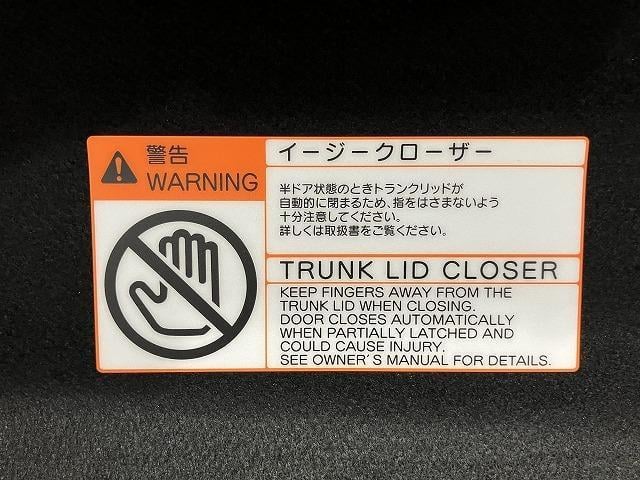 警告
WARNING
イージークローザー
半ドア状態のときトランクリッドが
自動的に閉まるため、指をはさまないよう
十分注意してください。
詳しくは取扱書をご覧ください。
TRUNK LID CLOSER
KEEP FINGERS AWAY FROM THE
TRUNK LID WHEN CLOSING.
DOOR CLOSES AUTOMATICALLY
WHEN PARTIALLY LATCHED AND
COULD CAUSE INJURY.
SEE OWNER'S MANUAL FOR DETAILS.